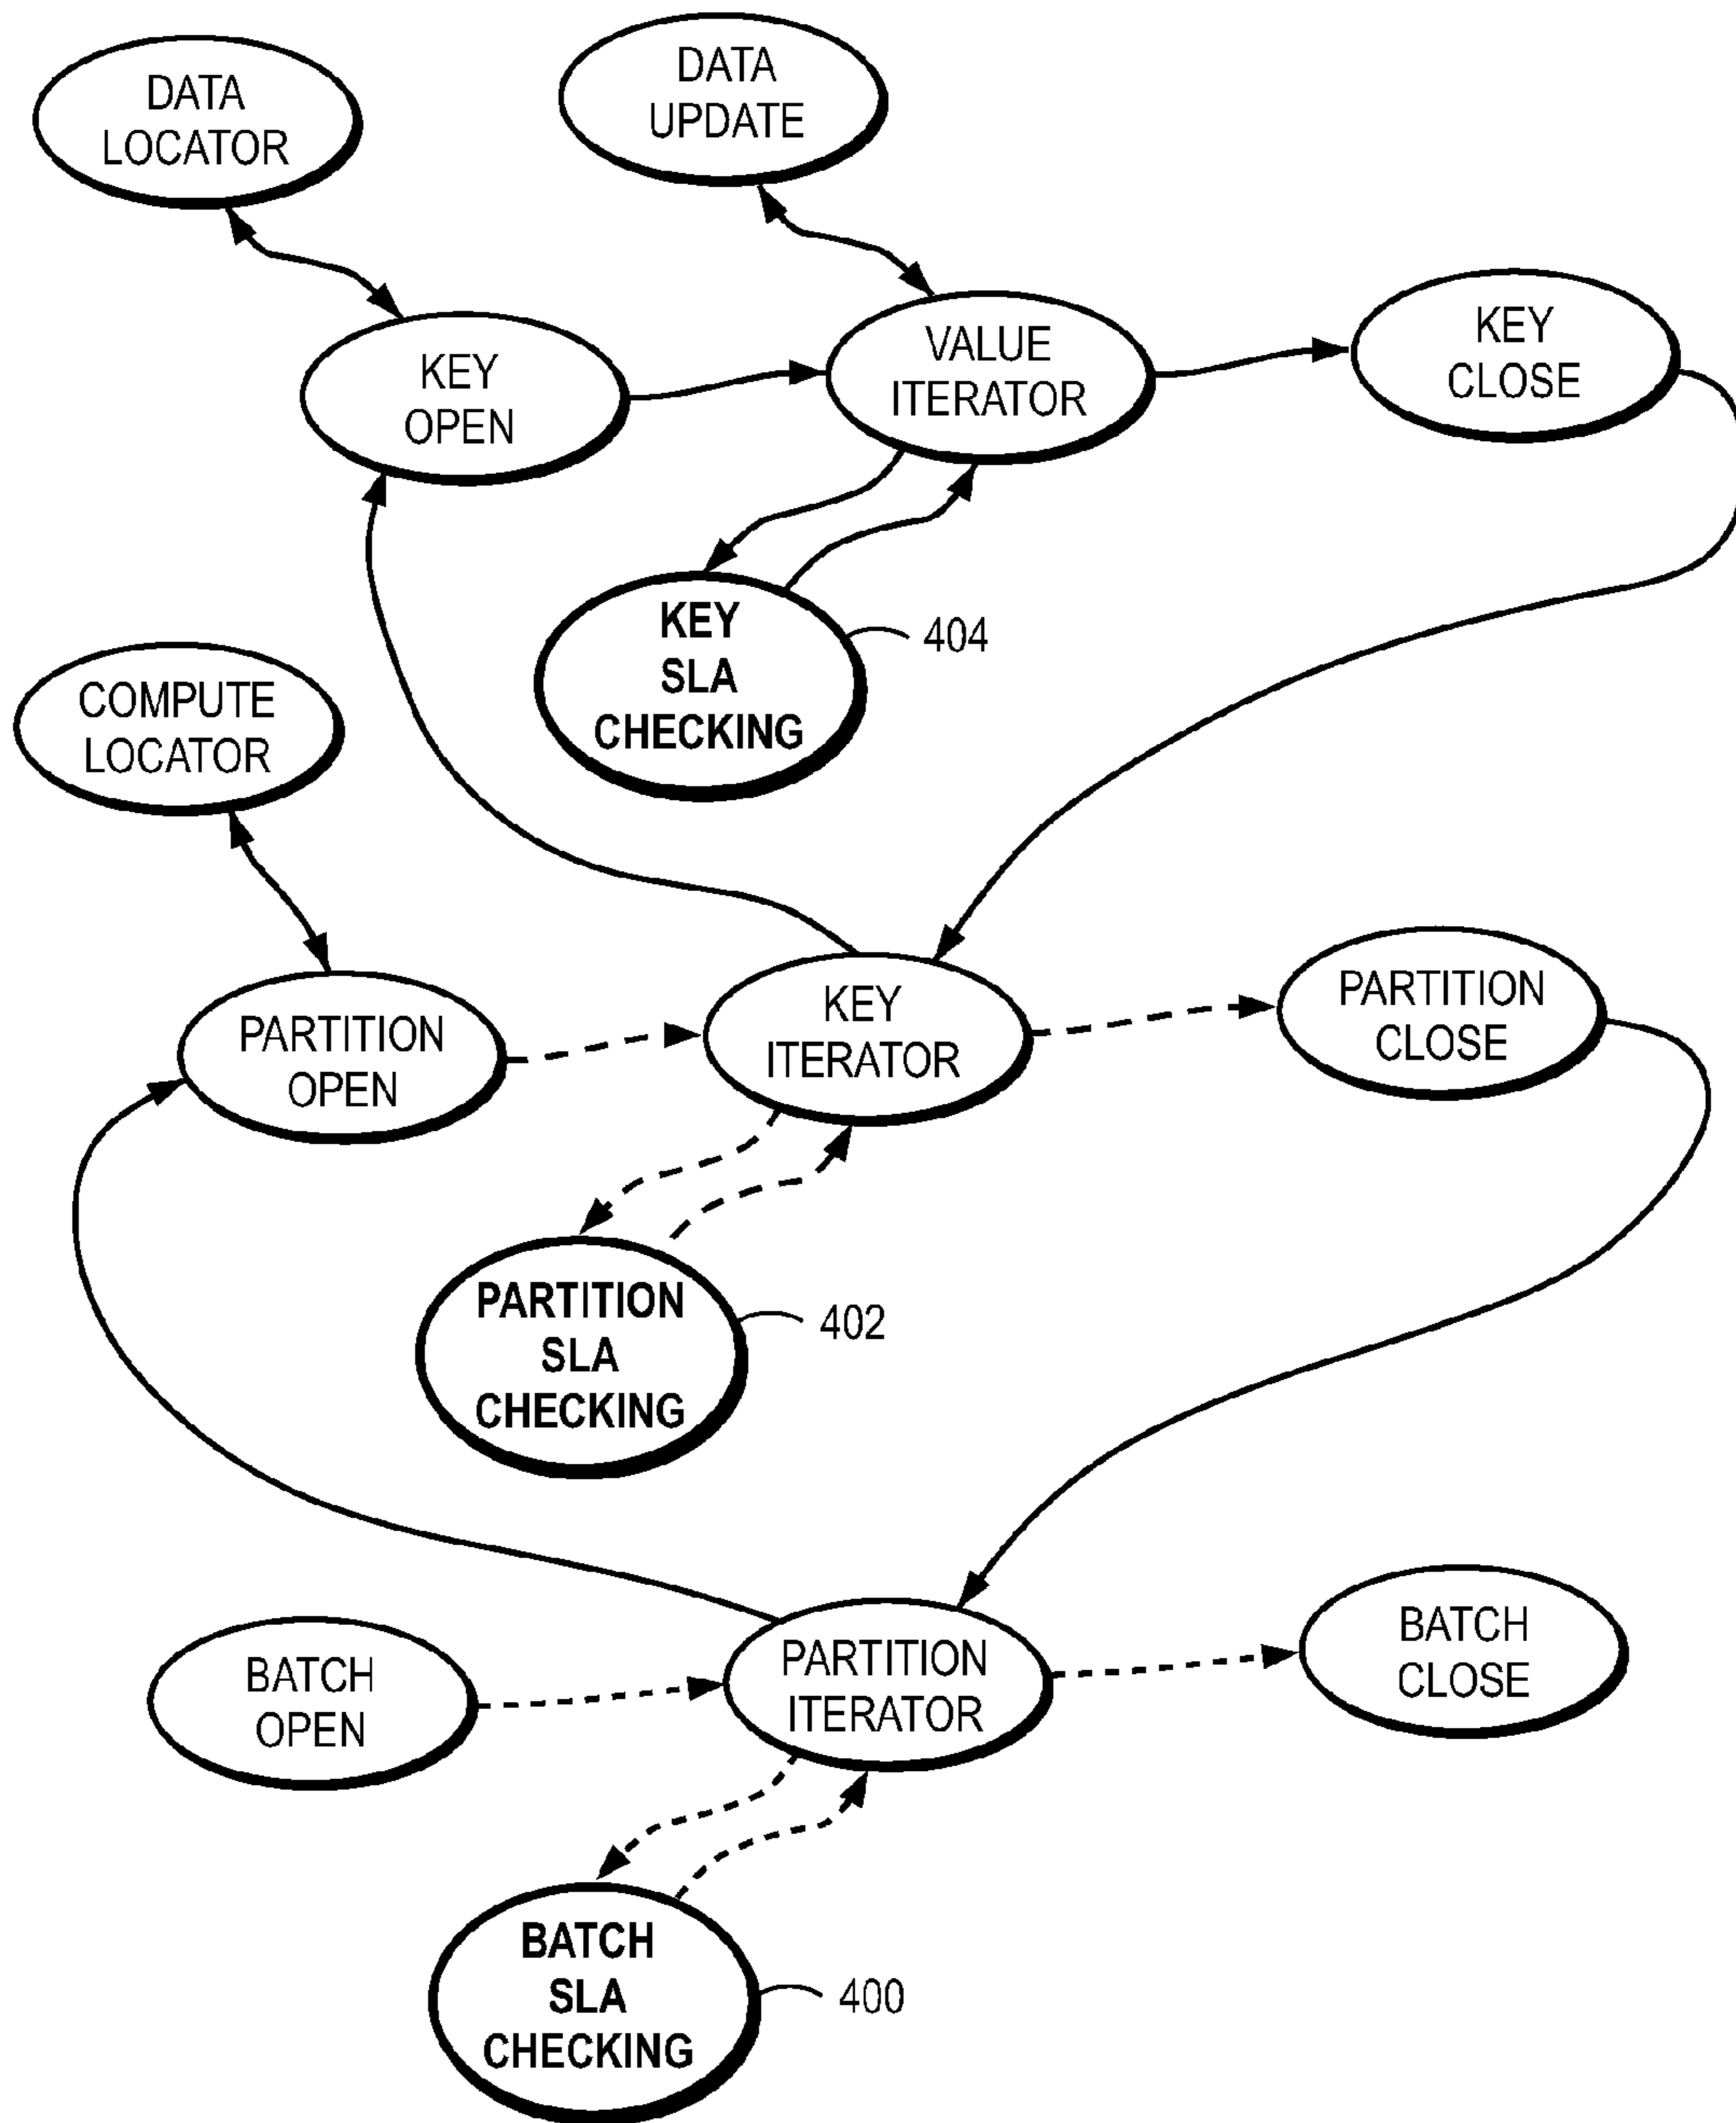 DATA
LOCATOR
DATA
UPDATE
KEY
OPEN
VALUE
ITERATOR
KEY
CLOSE
KEY
SLA
CHECKING
404
COMPUTE
LOCATOR
PARTITION
OPEN
KEY
ITERATOR
PARTITION
CLOSE
PARTITION
SLA
CHECKING
402
BATCH
OPEN
PARTITION
ITERATOR
BATCH
CLOSE
BATCH
SLA
CHECKING
400